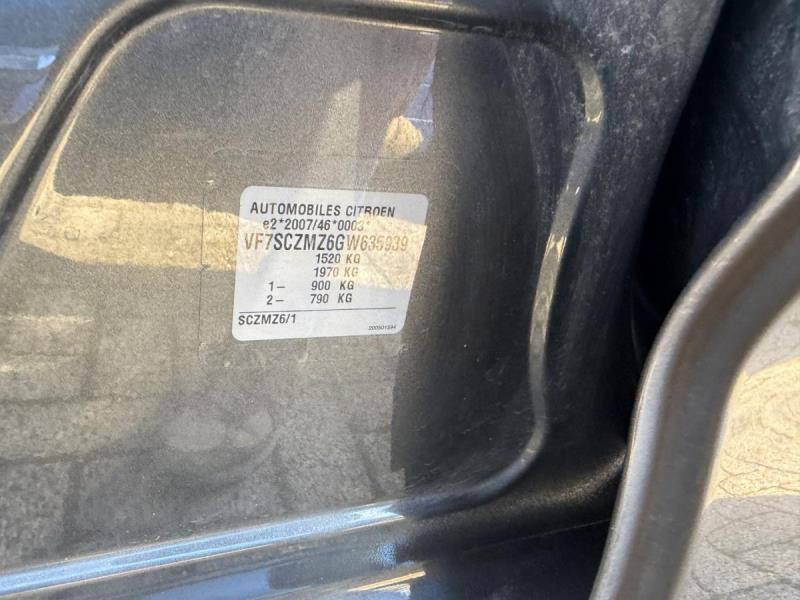 AUTOMOBILES CITROEN
e2*2007/46*0003*
VF7SCZMZ6GW635939
1520 KG
1970 KG
1— 900 KG
2— 790 KG
SCZMZ6/1